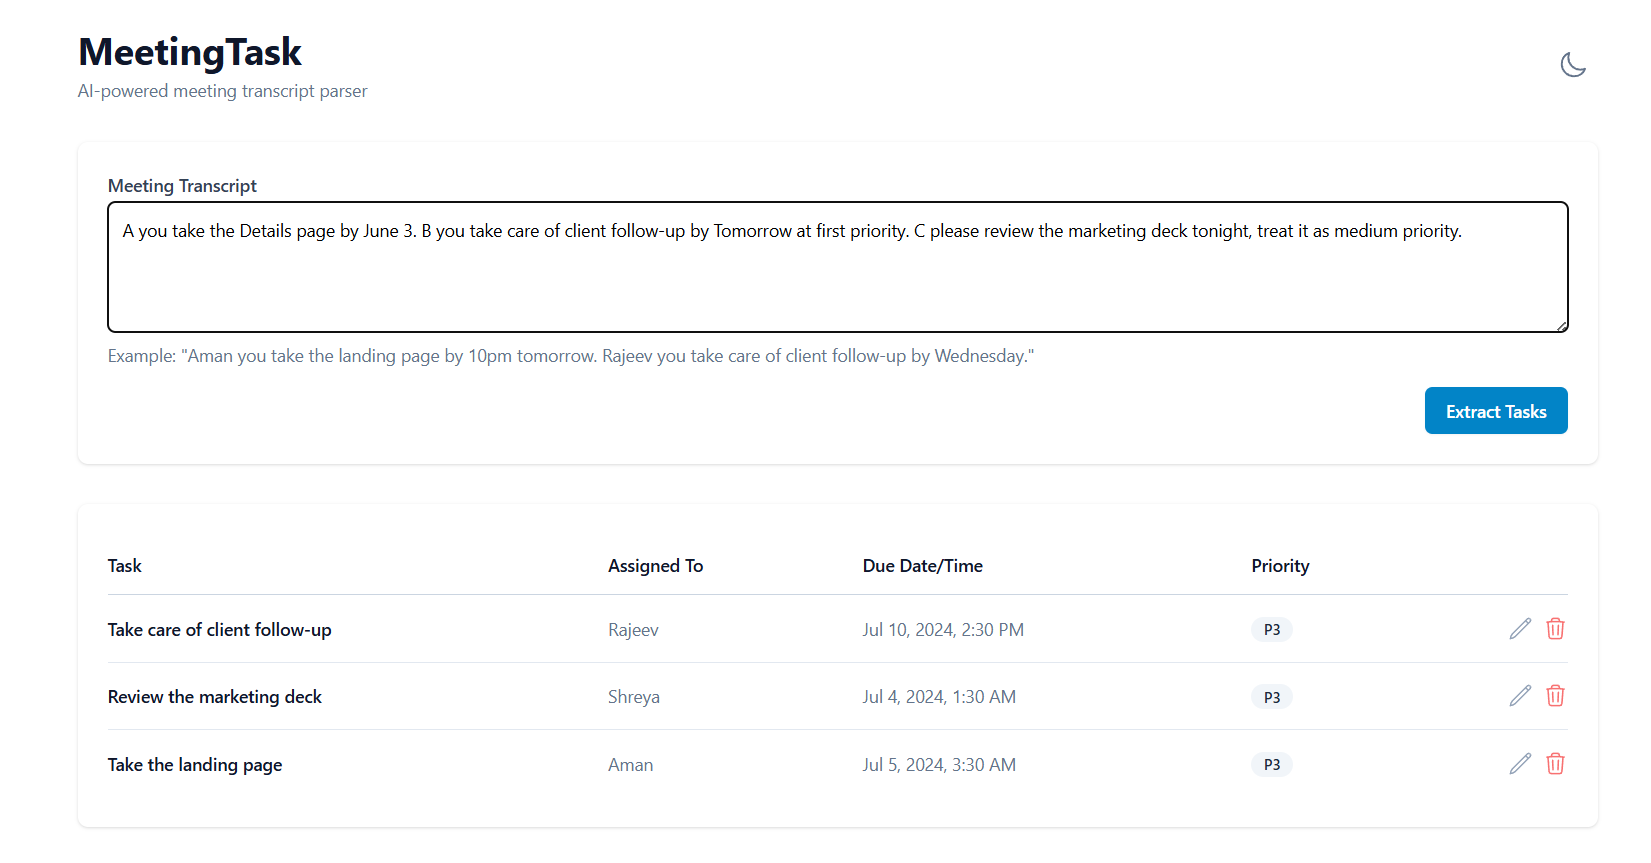 MeetingTask
AI-powered meeting transcript parser
Meeting Transcript
A you take the Details page by June 3. B you take care of client follow-up by Tomorrow at first priority. C please review the marketing deck tonight, treat it as medium priority.
Example: "Aman you take the landing page by 10pm tomorrow. Rajeev you take care of client follow-up by Wednesday."
Extract Tasks
Task Assigned To Due Date/Time Priority
Take care of client follow-up Rajeev Jul 10, 2024, 2:30 PM P3
Review the marketing deck Shreya Jul 4, 2024, 1:30 AM P3
Take the landing page Aman Jul 5, 2024, 3:30 AM P3